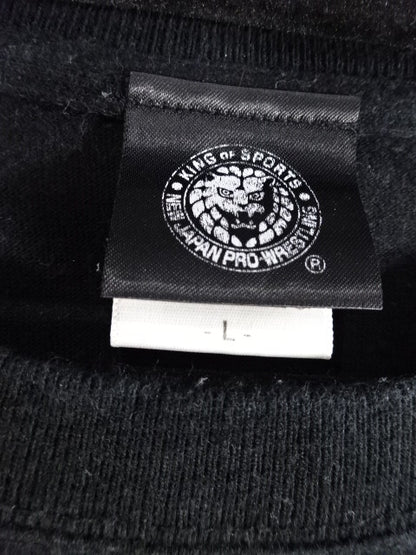 KING OF SPORTS
NEW JAPAN PRO-WRESTLING
®
- L -